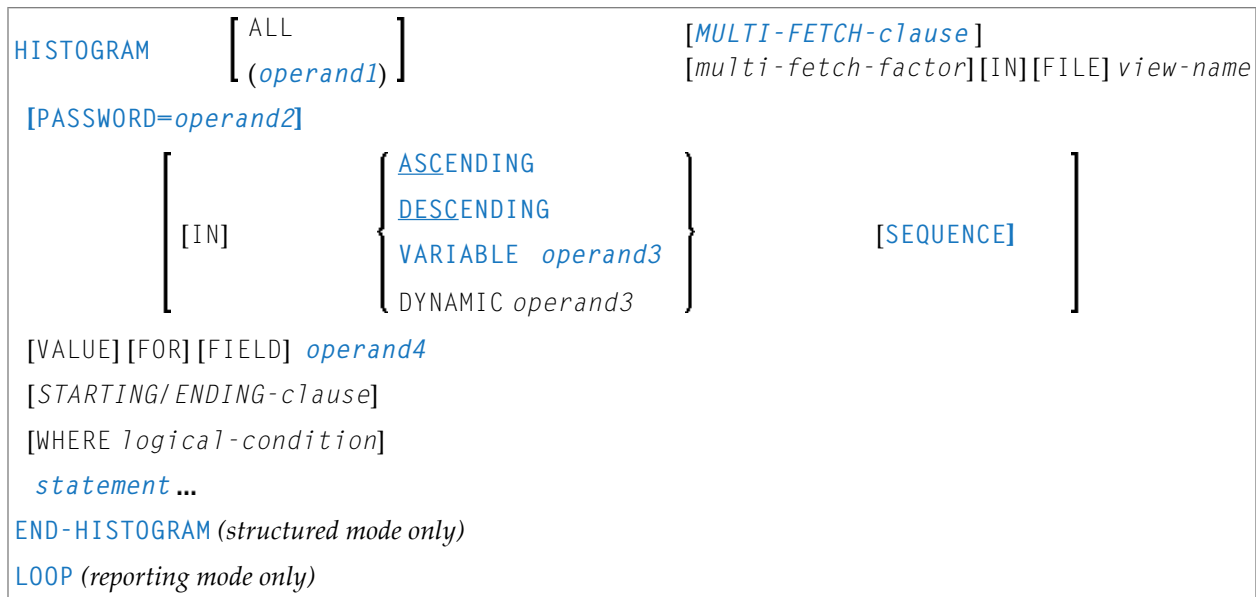 HISTOGRAM [ALL (operand1)] [MULTI-FETCH-clause]
[multi-fetch-factor] [IN] [FILE] view-name
[PASSWORD=operand2]
[IN]
ASCENDING
DESCENDING
VARIABLE operand3
DYNAMIC operand3
[SEQUENCE]
[VALUE] [FOR] [FIELD] operand4
[STARTING/ENDING-clause]
[WHERE logical-condition]
statement ...
END-HISTOGRAM (structured mode only)
LOOP (reporting mode only)